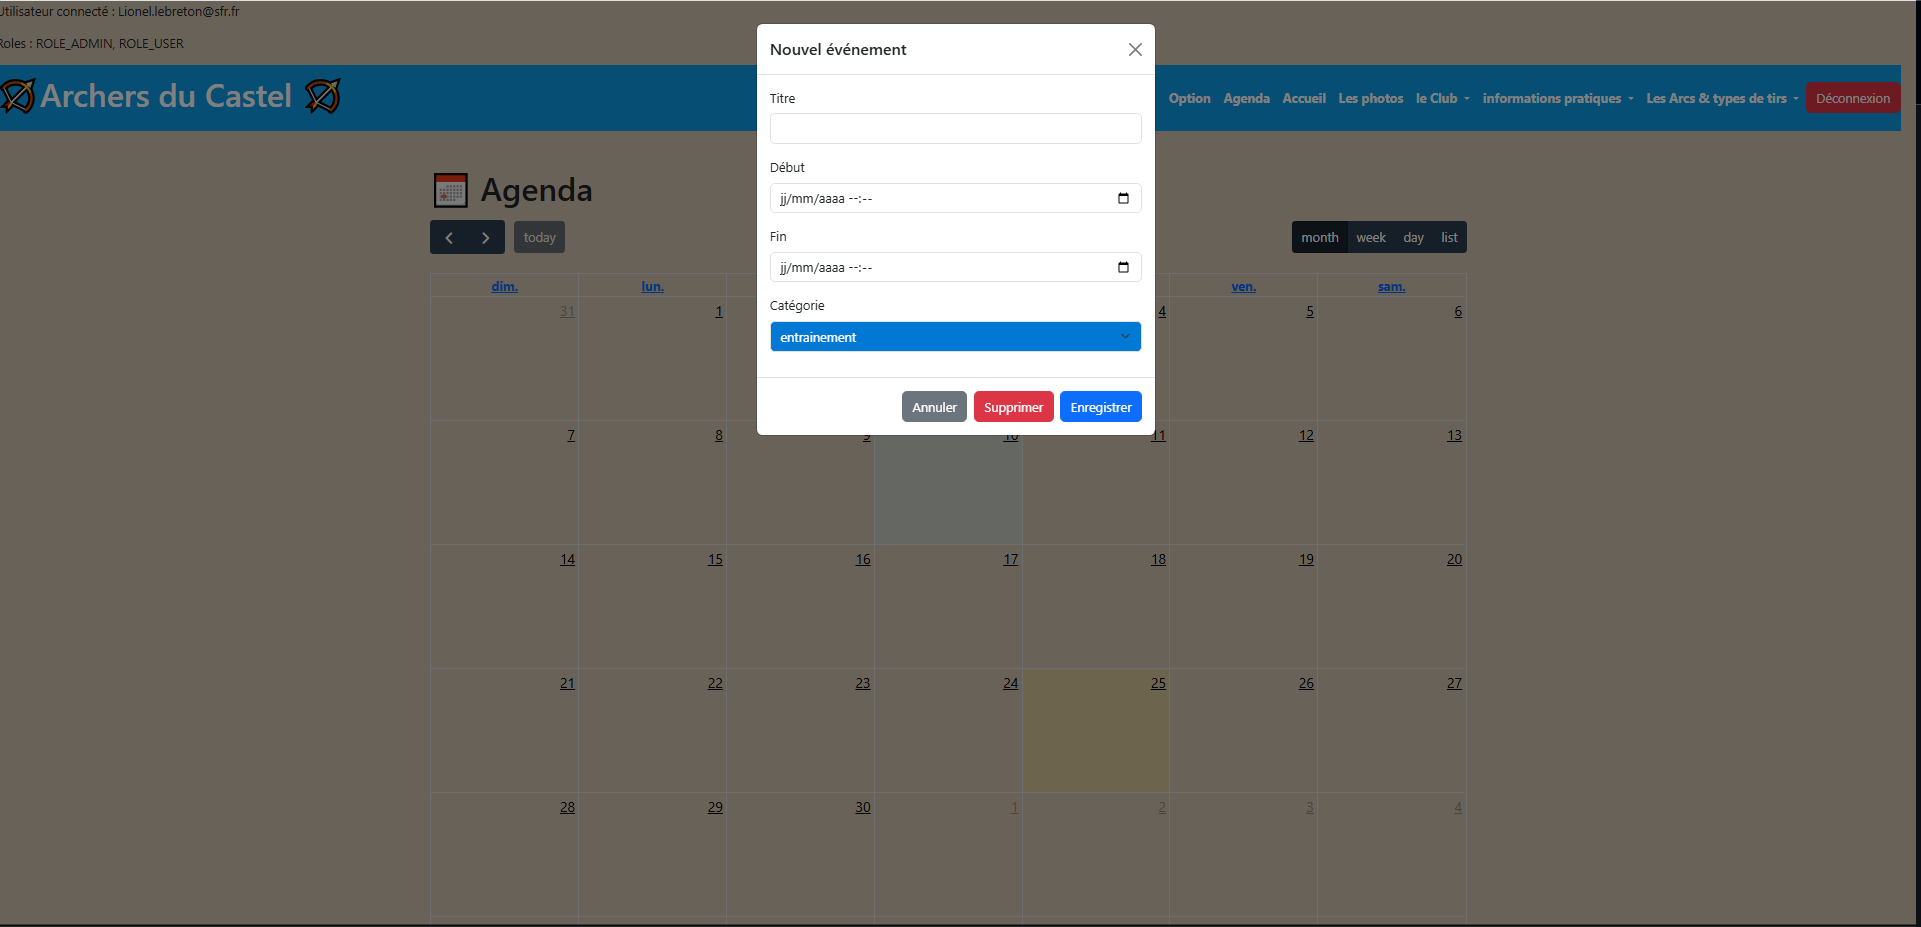 Utilisateur connecté : Lionel.lebreton@sfr.fr
Roles : ROLE_ADMIN, ROLE_USER
Archers du Castel
Option Agenda Accueil Les photos le Club informations pratiques Les Arcs & types de tirs Déconnexion
Nouvel événement
Titre
Début
jj/mm/aaaa --:--
Fin
jj/mm/aaaa --:--
Catégorie
entrainement
Annuler Supprimer Enregistrer
Agenda
today
month week day list
dim. lun. ven. sam.
31 1 4 5 6
7 8 9 10 11 12 13
14 15 16 17 18 19 20
21 22 23 24 25 26 27
28 29 30 1 2 3 4